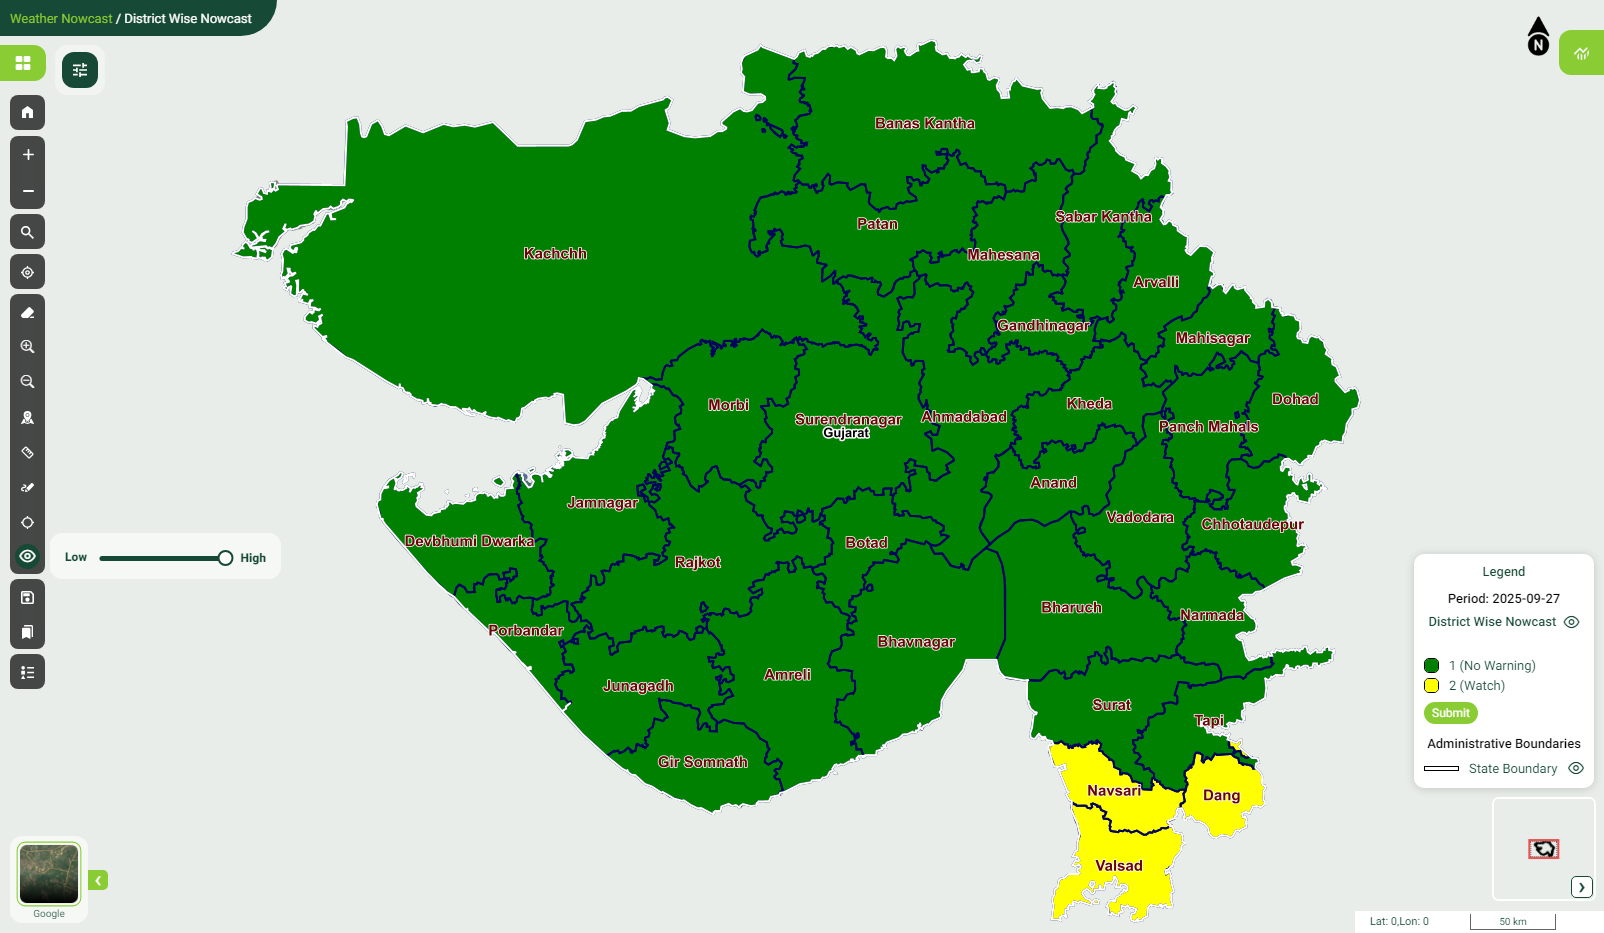 Weather Nowcast / District Wise Nowcast
N
Banas Kantha
Sabar Kantha
Patan
Kachchh
Mahesana
Arvalli
Gandhinagar
Mahisagar
Morbi
Kheda
Dohad
Surendranagar
Ahmadabad
Gujarat
Panch Mahals
Anand
Jamnagar
Vadodara
Chhotaudepur
Devbhumi Dwarka
Botad
Low
High
Rajkot
Bharuch
Narmada
Porbandar
Bhavnagar
Amreli
Junagadh
Surat
Tapi
Gir Somnath
Navsari
Dang
Valsad
Legend
Period: 2025-09-27
District Wise Nowcast
1 (No Warning)
2 (Watch)
Submit
Administrative Boundaries
State Boundary
Google
Lat: 0,Lon: 0
50 km